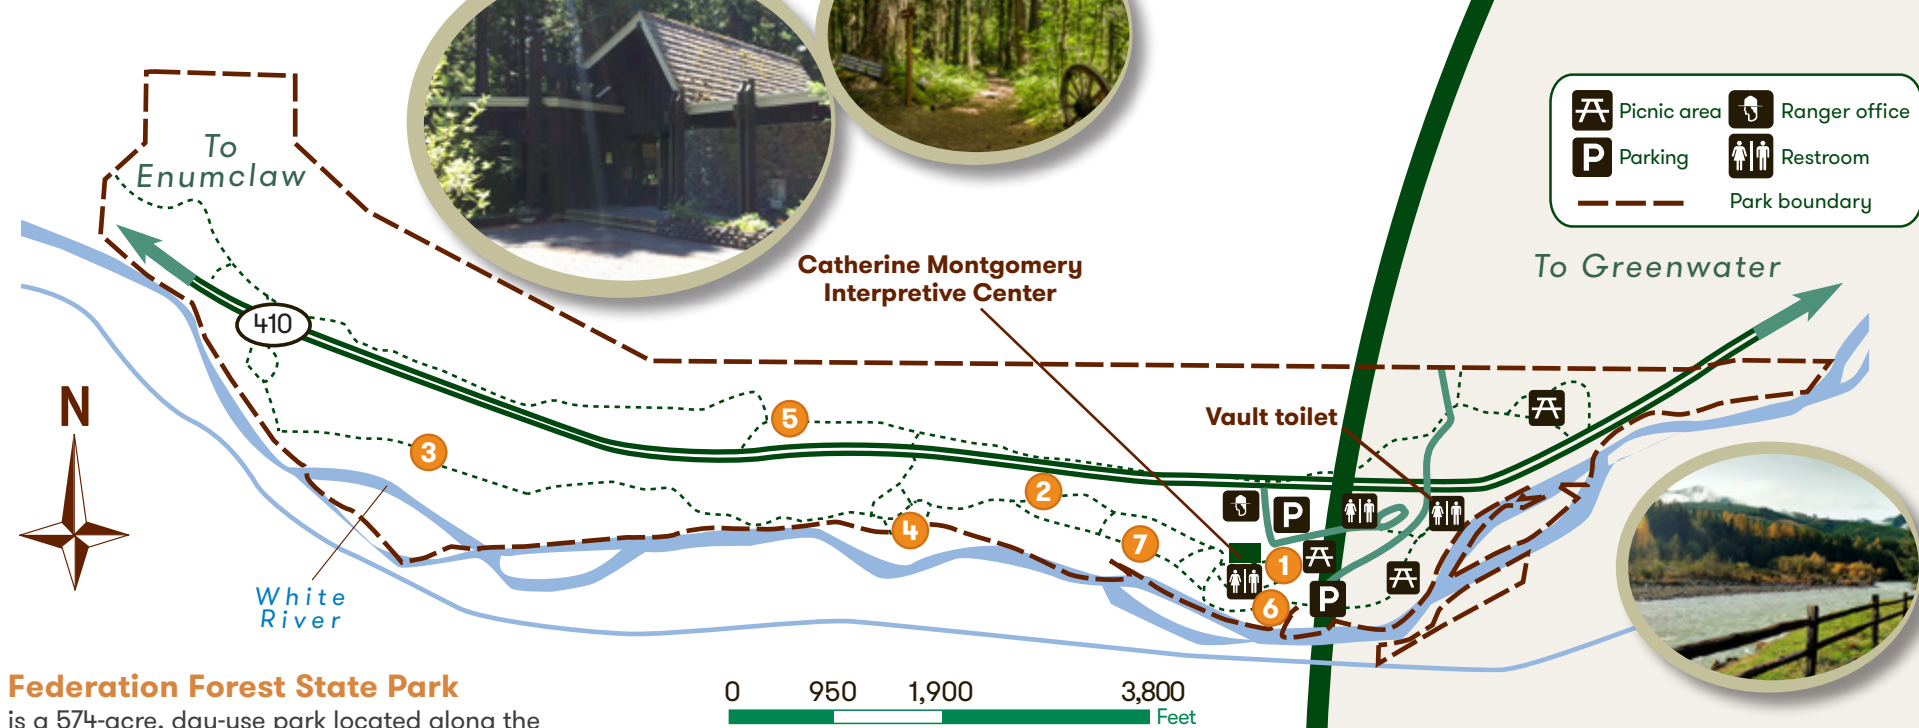 To
Enumclaw
Picnic area
Ranger office
Parking
Restroom
Park boundary
To Greenwater
Catherine Montgomery
Interpretive Center
410
N
Vault toilet
5
3
2
4
7
1
6
P
P
P
White
River
Federation Forest State Park
is a 574-acre, day-use park located along the
0 950 1,900 3,800
Feet